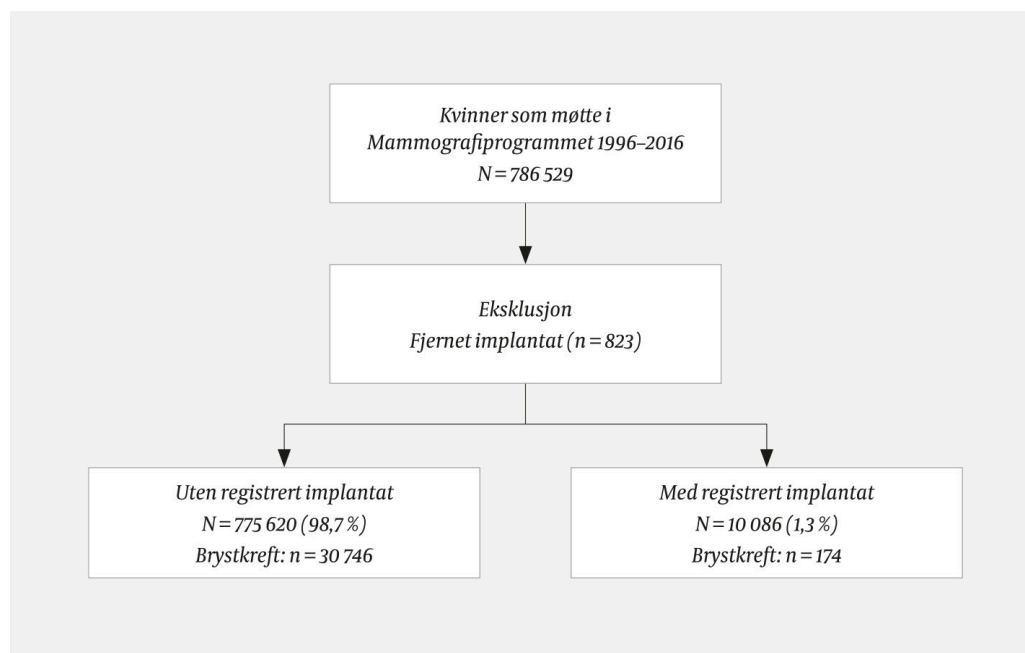 Kvinner som møtte i
Mammografiprogrammet 1996–2016
N = 786 529
Eksklusjon
Fjernet implantat (n = 823)
Uten registrert implantat
N = 775 620 (98,7 %)
Brystkreft: n = 30 746
Med registrert implantat
N = 10 086 (1,3 %)
Brystkreft: n = 174